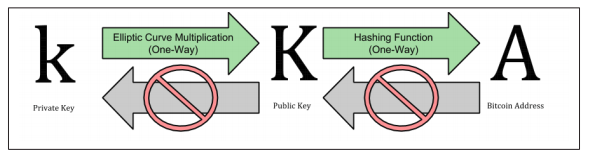 Elliptic Curve Multiplication
(One-Way)
Hashing Function
(One-Way)
k
K
A
Private Key
Public Key
Bitcoin Address